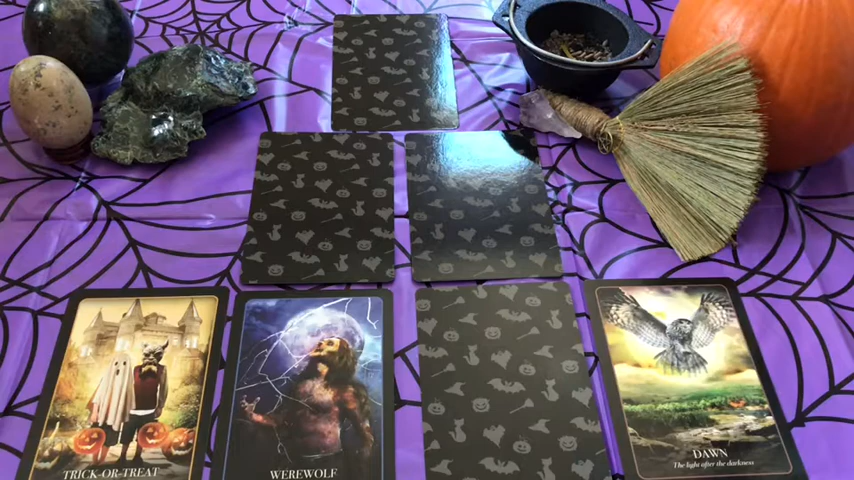 TRICK-OR-TREAT
WEREWOLF
DAWN
The light after the darkness